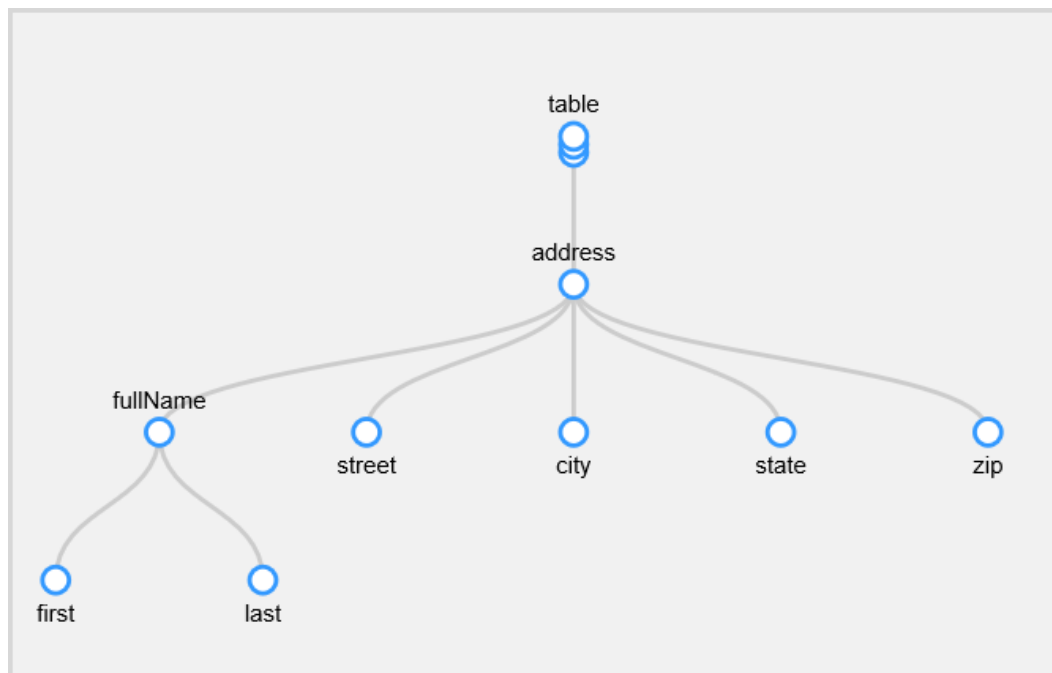 table
address
fullName
street
city
state
zip
first
last